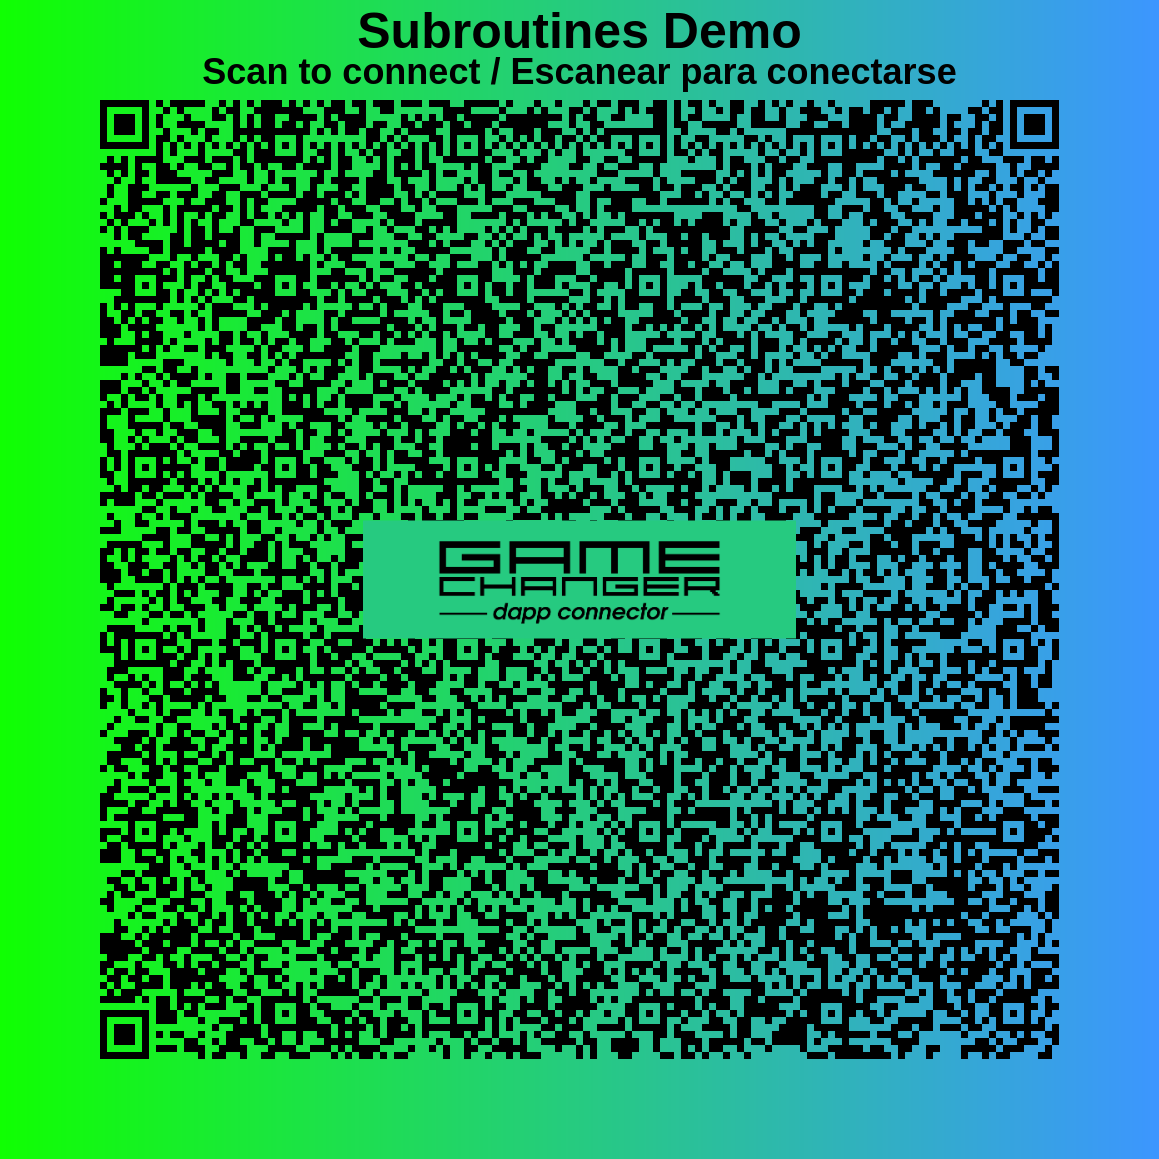 Subroutines Demo
Scan to connect / Escanear para conectarse
GAME
CHANGER
dapp connector